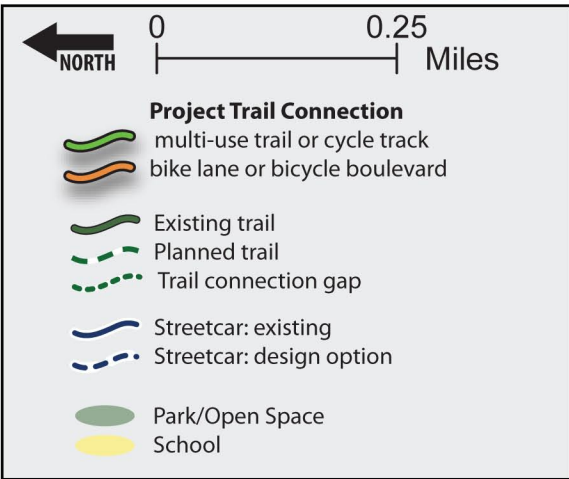 0 0.25
NORTH Miles
Project Trail Connection
multi-use trail or cycle track
bike lane or bicycle boulevard
Existing trail
Planned trail
Trail connection gap
Streetcar: existing
Streetcar: design option
Park/Open Space
School